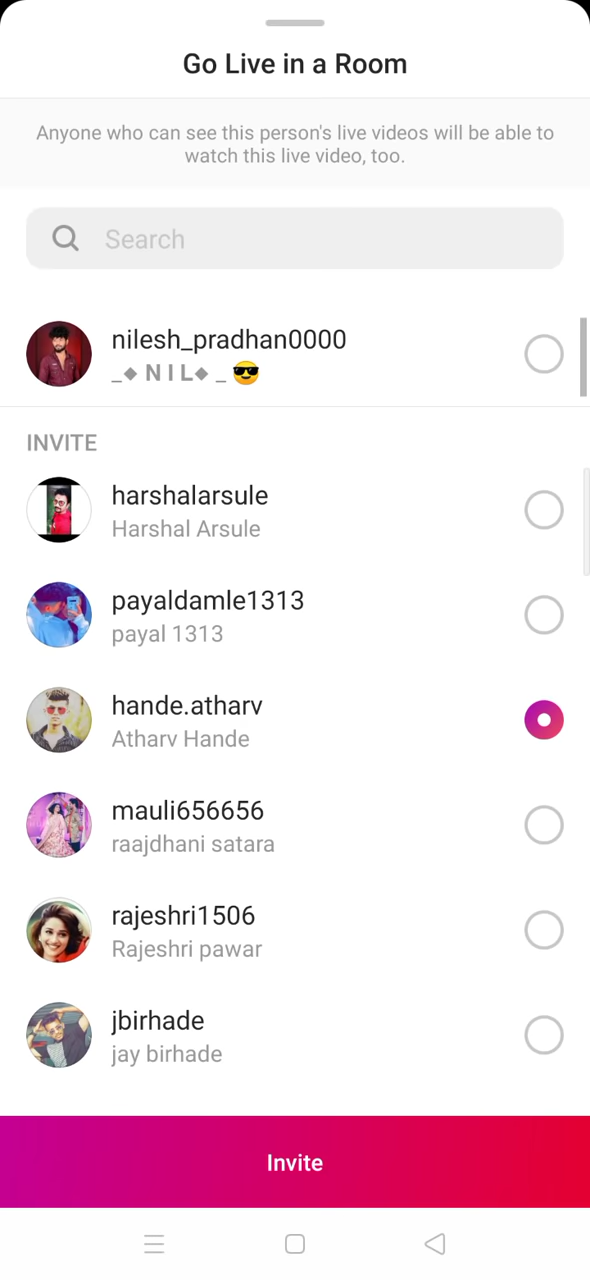 Go Live in a Room
Anyone who can see this person's live videos will be able to
watch this live video, too.
Search
nilesh_pradhan0000
_◆ N I L◆ _ 😎
INVITE
harshalarsule
Harshal Arsule
payaldamle1313
payal 1313
hande.atharv
Atharv Hande
mauli656656
raajdhani satara
rajeshri1506
Rajeshri pawar
jbirhade
jay birhade
Invite